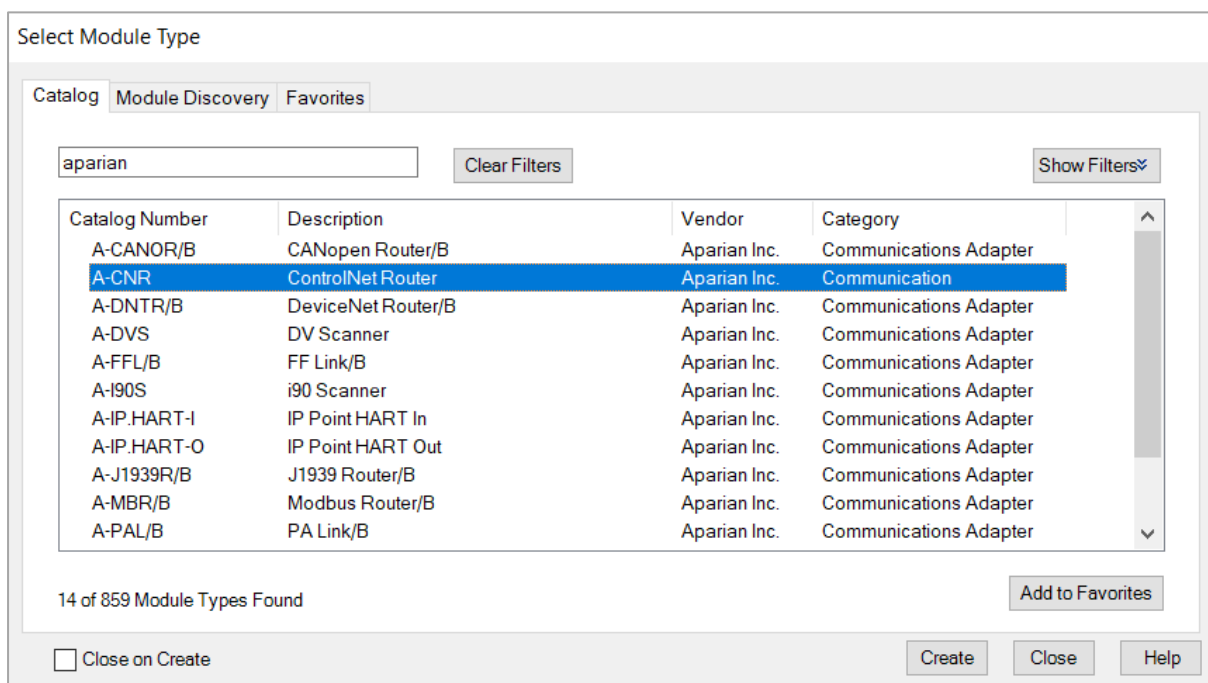 Select Module Type
Catalog Module Discovery Favorites
aparian Clear Filters Show Filters
Catalog Number Description Vendor Category
A-CANOR/B CANopen Router/B Aparian Inc. Communications Adapter
A-CNR ControlNet Router Aparian Inc. Communication
A-DNTR/B DeviceNet Router/B Aparian Inc. Communications Adapter
A-DVS DV Scanner Aparian Inc. Communications Adapter
A-FFL/B FF Link/B Aparian Inc. Communications Adapter
A-I90S i90 Scanner Aparian Inc. Communications Adapter
A-IP.HART-I IP Point HART In Aparian Inc. Communications Adapter
A-IP.HART-O IP Point HART Out Aparian Inc. Communications Adapter
A-J1939R/B J1939 Router/B Aparian Inc. Communications Adapter
A-MBR/B Modbus Router/B Aparian Inc. Communications Adapter
A-PAL/B PA Link/B Aparian Inc. Communications Adapter
14 of 859 Module Types Found Add to Favorites
Close on Create Create Close Help